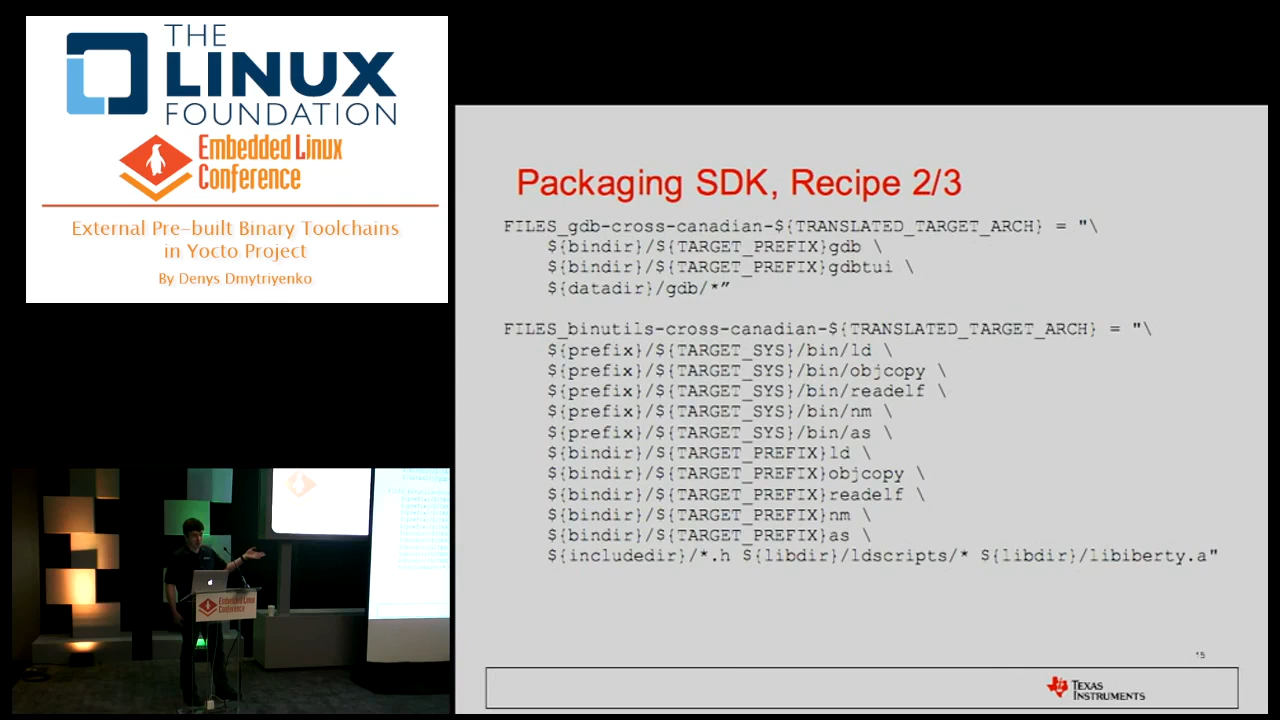 THE
LINUX
FOUNDATION
Embedded Linux
Conference
External Pre-built Binary Toolchains
in Yocto Project
By Denys Dmytriyenko
Packaging SDK, Recipe 2/3
FILES_gdb-cross-canadian-${TRANSLATED_TARGET_ARCH} = "\
${bindir}/${TARGET_PREFIX}gdb \
${bindir}/${TARGET_PREFIX}gdbtui \
${datadir}/gdb/*”
FILES_binutils-cross-canadian-${TRANSLATED_TARGET_ARCH} = "\
${prefix}/${TARGET_SYS}/bin/ld \
${prefix}/${TARGET_SYS}/bin/objcopy \
${prefix}/${TARGET_SYS}/bin/readelf \
${prefix}/${TARGET_SYS}/bin/nm \
${prefix}/${TARGET_SYS}/bin/as \
${bindir}/${TARGET_PREFIX}ld \
${bindir}/${TARGET_PREFIX}objcopy \
${bindir}/${TARGET_PREFIX}readelf \
${bindir}/${TARGET_PREFIX}nm \
${bindir}/${TARGET_PREFIX}as \
${includedir}/*.h ${libdir}/ldscripts/* ${libdir}/libiberty.a"
15
TEXAS
INSTRUMENTS
Embedded Linux
Conference